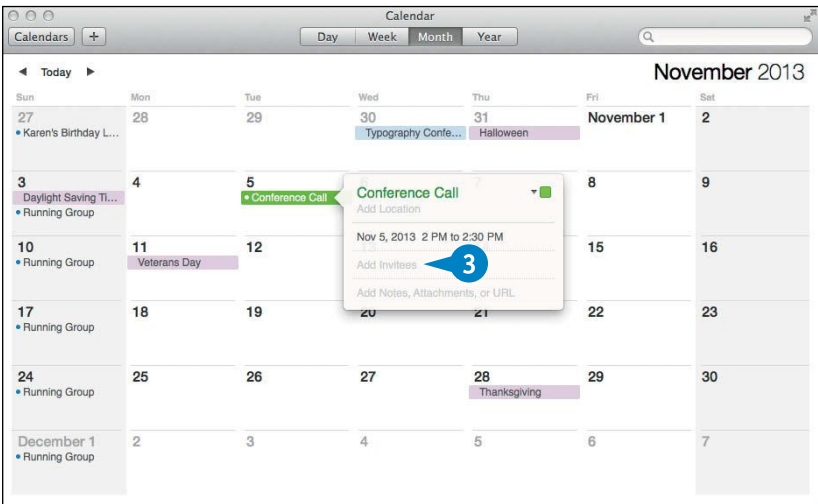 Calendar
Calendars + Day Week Month Year
Today November 2013
Sun Mon Tue Wed Thu Fri Sat
27 28 29 30 31 November 1 2
Karen's Birthday L... Typography Confe... Halloween
3 4 5 8 9
Daylight Saving Ti... Conference Call
Running Group
Conference Call
Add Location
Nov 5, 2013 2 PM to 2:30 PM
Add Invitees 3
Add Notes, Attachments, or URL
10 11 12 15 16
Running Group Veterans Day
17 18 19 20 21 22 23
Running Group
24 25 26 27 28 29 30
Running Group Thanksgiving
December 1 2 3 4 5 6 7
Running Group